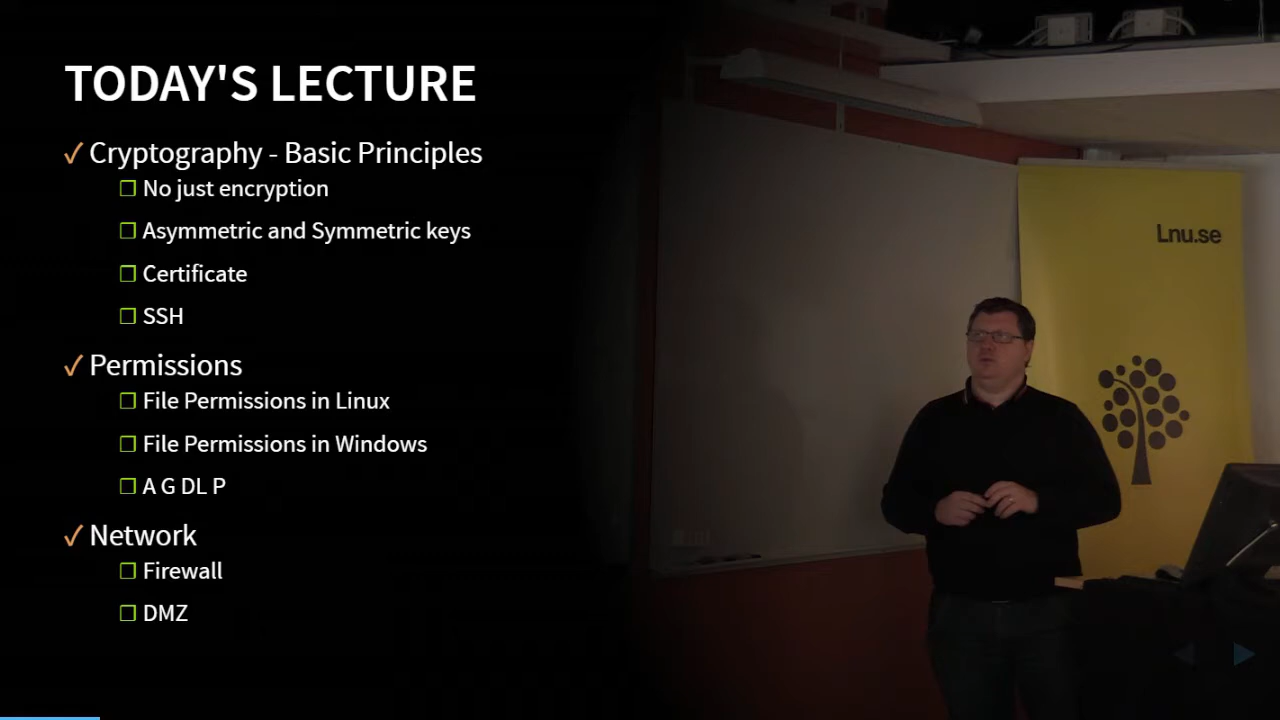 TODAY'S LECTURE
✓ Cryptography - Basic Principles
❐ No just encryption
❐ Asymmetric and Symmetric keys
❐ Certificate
❐ SSH
✓ Permissions
❐ File Permissions in Linux
❐ File Permissions in Windows
❐ A G DL P
✓ Network
❐ Firewall
❐ DMZ
Lnu.se